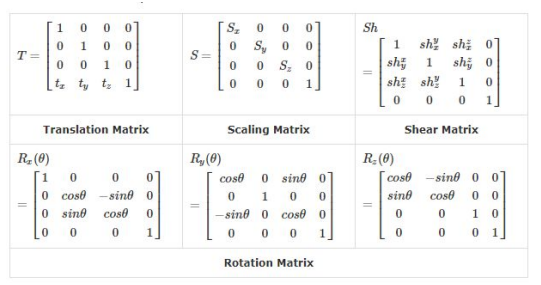 T = [1 0 0 0; 0 1 0 0; 0 0 1 0; t_x t_y t_z 1]
S = [S_x 0 0 0; 0 S_y 0 0; 0 0 S_z 0; 0 0 0 1]
Sh = [1 sh_x^y sh_x^z 0; sh_y^x 1 sh_y^z 0; sh_z^x sh_z^y 1 0; 0 0 0 1]
Translation Matrix
Scaling Matrix
Shear Matrix
R_x(θ) = [1 0 0 0; 0 cosθ −sinθ 0; 0 sinθ cosθ 0; 0 0 0 1]
R_y(θ) = [cosθ 0 sinθ 0; 0 1 0 0; −sinθ 0 cosθ 0; 0 0 0 1]
R_z(θ) = [cosθ −sinθ 0 0; sinθ cosθ 0 0; 0 0 1 0; 0 0 0 1]
Rotation Matrix